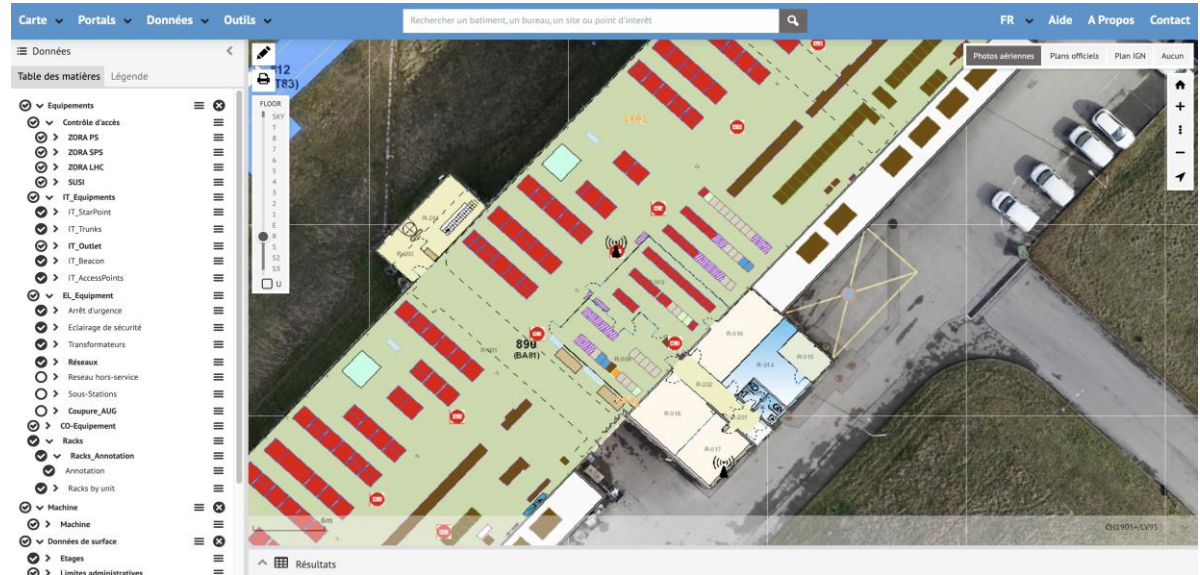 Carte Portals Données Outils Rechercher un batiment, un bureau, un site ou point d'interêt FR Aide A Propos Contact
Données
Table des matières Légende
Equipements
Contrôle d'accès
ZORA PS
ZORA SPS
ZORA LHC
SUSI
IT_Equipments
IT_StarPoint
IT_Trunks
IT_Outlet
IT_Beacon
IT_AccessPoints
EL_Equipment
Arrêt d'urgence
Eclairage de sécurité
Transformateurs
Réseaux
Reseau hors-service
Sous-Stations
Coupure_AUG
CO-Equipement
Racks
Racks_Annotation
Annotation
Racks by unit
Machine
Machine
Données de surface
Etages
Limites administratives
FLOOR
SKY
T
8
7
6
5
4
3
2
1
E
R
S
S2
S3
U
Photos aériennes Plans officiels Plan IGN Aucun
890
(BA81)
R-010
R-016
R-014
R-015
R-202
R-201
R-018
R-017
6m
CH1903+/LV95
Résultats